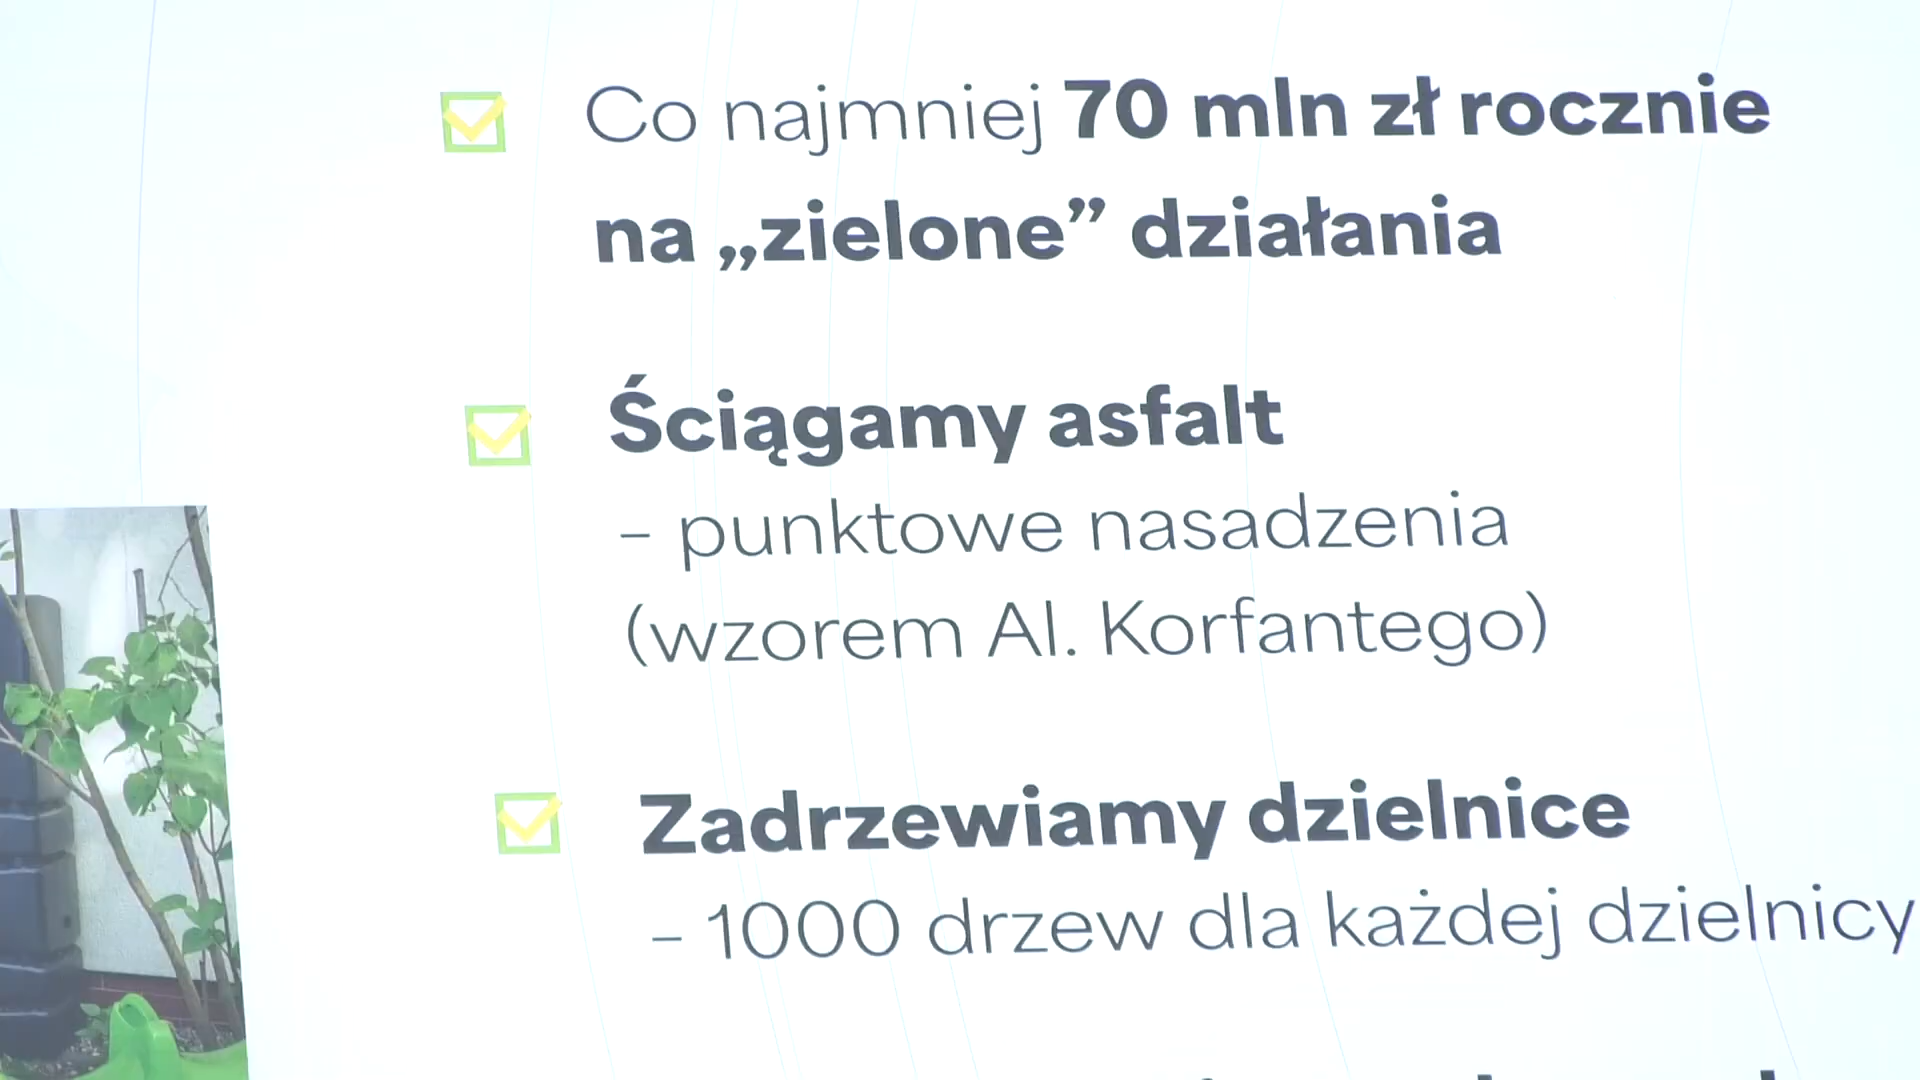 Co najmniej 70 mln zł rocznie
na „zielone” działania
Ściągamy asfalt
– punktowe nasadzenia
(wzorem Al. Korfantego)
Zadrzewiamy dzielnice
– 1000 drzew dla każdej dzielnicy